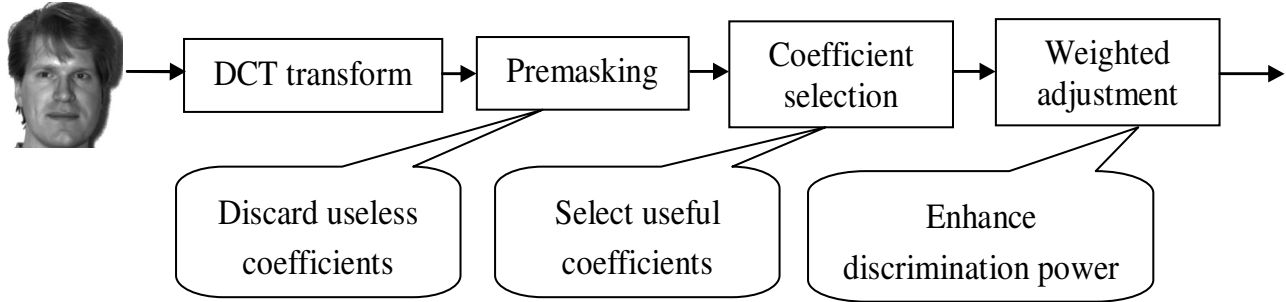 DCT transform
Premasking
Coefficient
selection
Weighted
adjustment
Discard useless
coefficients
Select useful
coefficients
Enhance
discrimination power